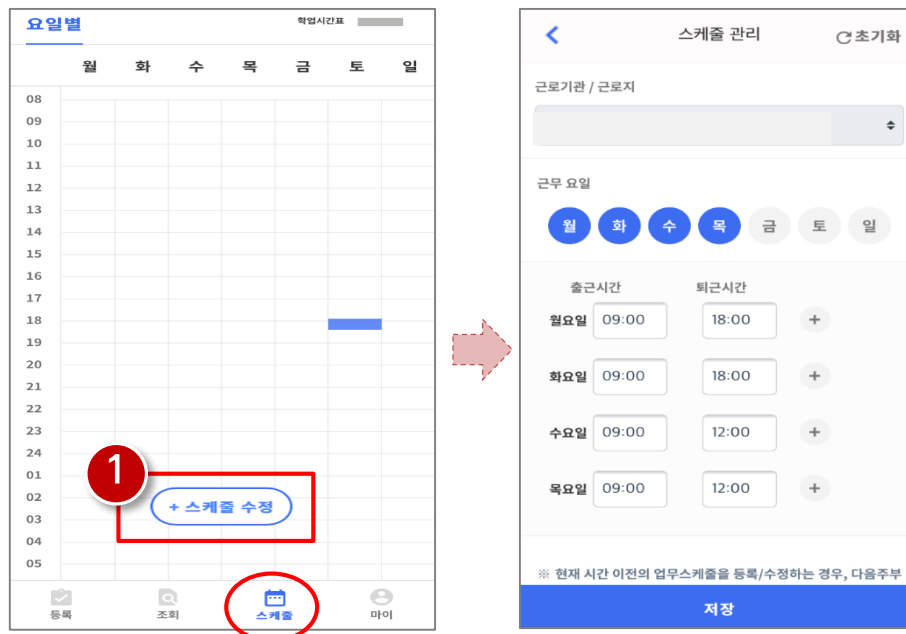 요일별
학업시간표
월 화 수 목 금 토 일
08
09
10
11
12
13
14
15
16
17
18
19
20
21
22
23
24
01
02
03
04
05
1
+ 스케줄 수정
등록 조회 스케줄 마이
스케줄 관리 초기화
근로기관 / 근로지
근무 요일
월 화 수 목 금 토 일
출근시간 퇴근시간
월요일 09:00 18:00 +
화요일 09:00 18:00 +
수요일 09:00 12:00 +
목요일 09:00 12:00 +
※ 현재 시간 이전의 업무스케줄을 등록/수정하는 경우, 다음주부
저장